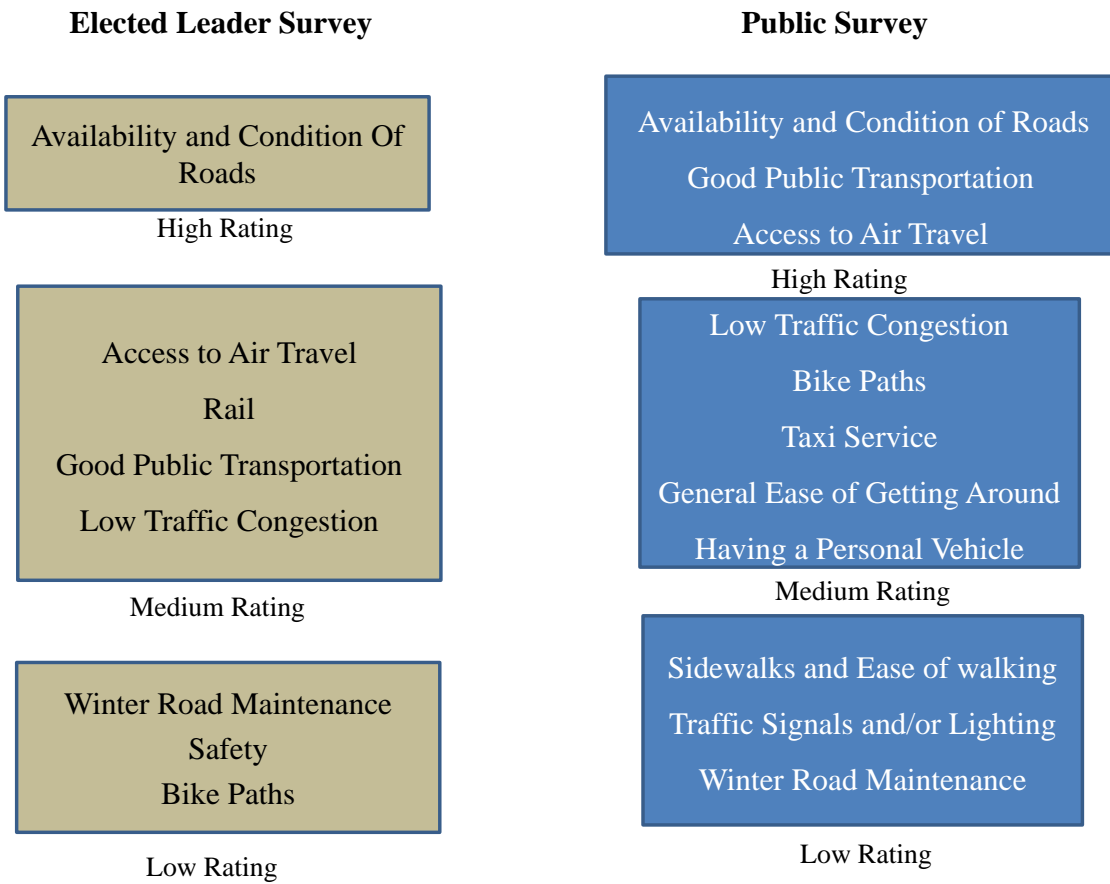 Elected Leader Survey
Availability and Condition Of
Roads
High Rating
Access to Air Travel
Rail
Good Public Transportation
Low Traffic Congestion
Medium Rating
Winter Road Maintenance
Safety
Bike Paths
Low Rating
Public Survey
Availability and Condition of Roads
Good Public Transportation
Access to Air Travel
High Rating
Low Traffic Congestion
Bike Paths
Taxi Service
General Ease of Getting Around
Having a Personal Vehicle
Medium Rating
Sidewalks and Ease of walking
Traffic Signals and/or Lighting
Winter Road Maintenance
Low Rating